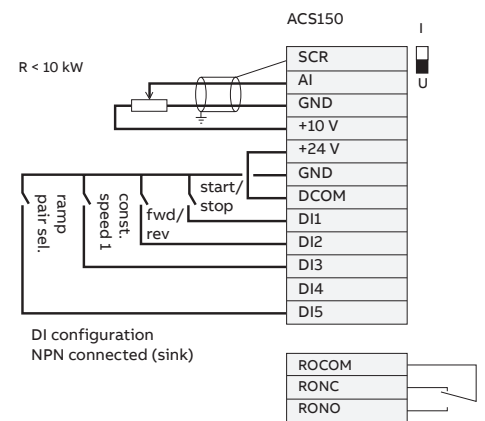 ACS150
I
U
R < 10 kW
SCR
AI
GND
+10 V
+24 V
GND
DCOM
DI1
DI2
DI3
DI4
DI5
start/
stop
fwd/
rev
const.
speed 1
ramp
pair sel.
DI configuration
NPN connected (sink)
ROCOM
RONC
RONO